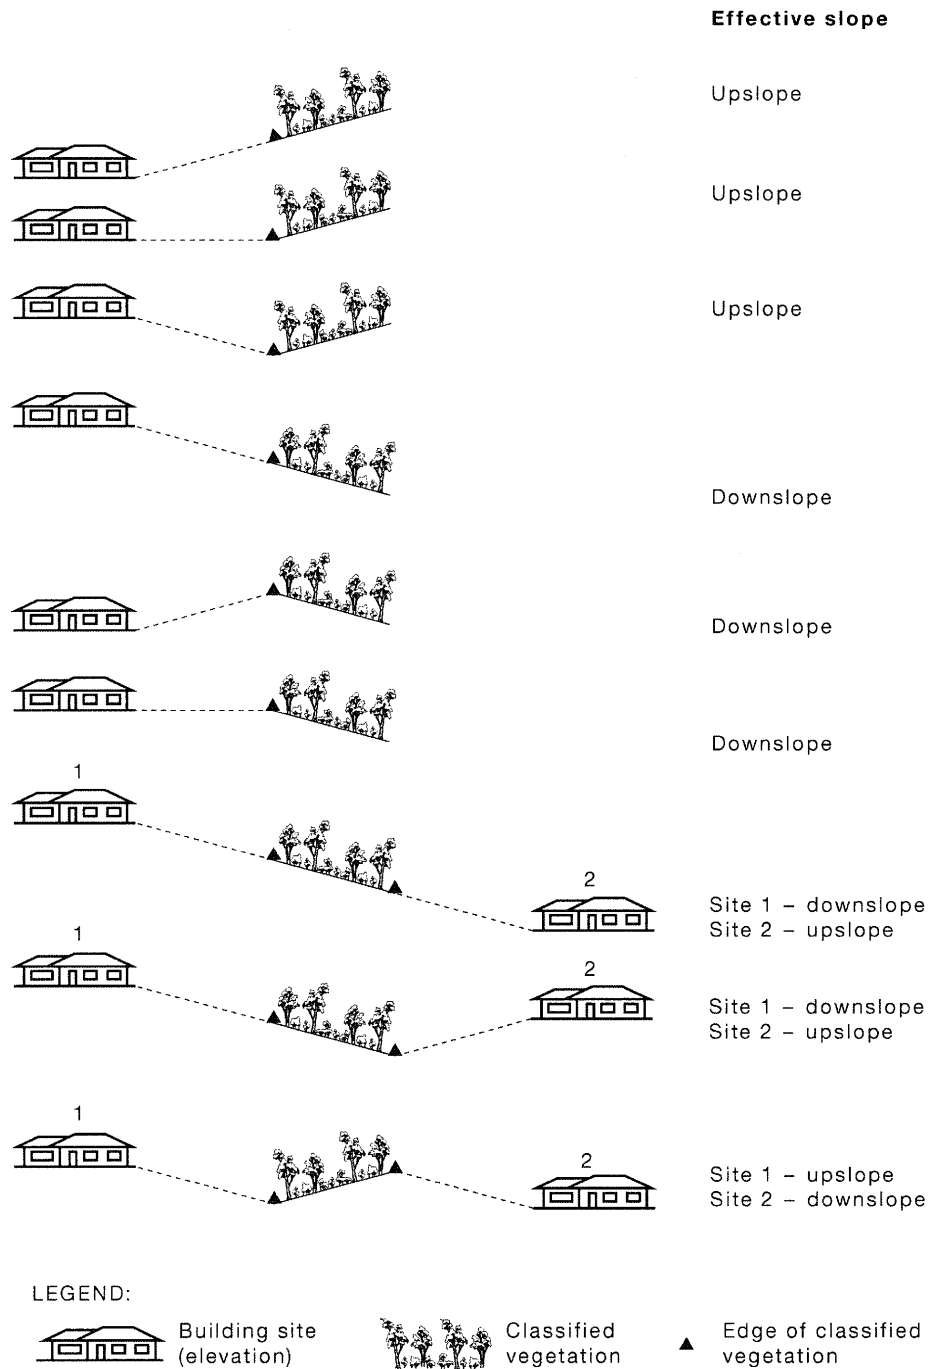 Effective slope
Upslope
Upslope
Upslope
Downslope
Downslope
Downslope
1
2
Site 1 – downslope
Site 2 – upslope
1
2
Site 1 – downslope
Site 2 – upslope
1
2
Site 1 – upslope
Site 2 – downslope
LEGEND:
Building site
(elevation)
Classified
vegetation
Edge of classified
vegetation